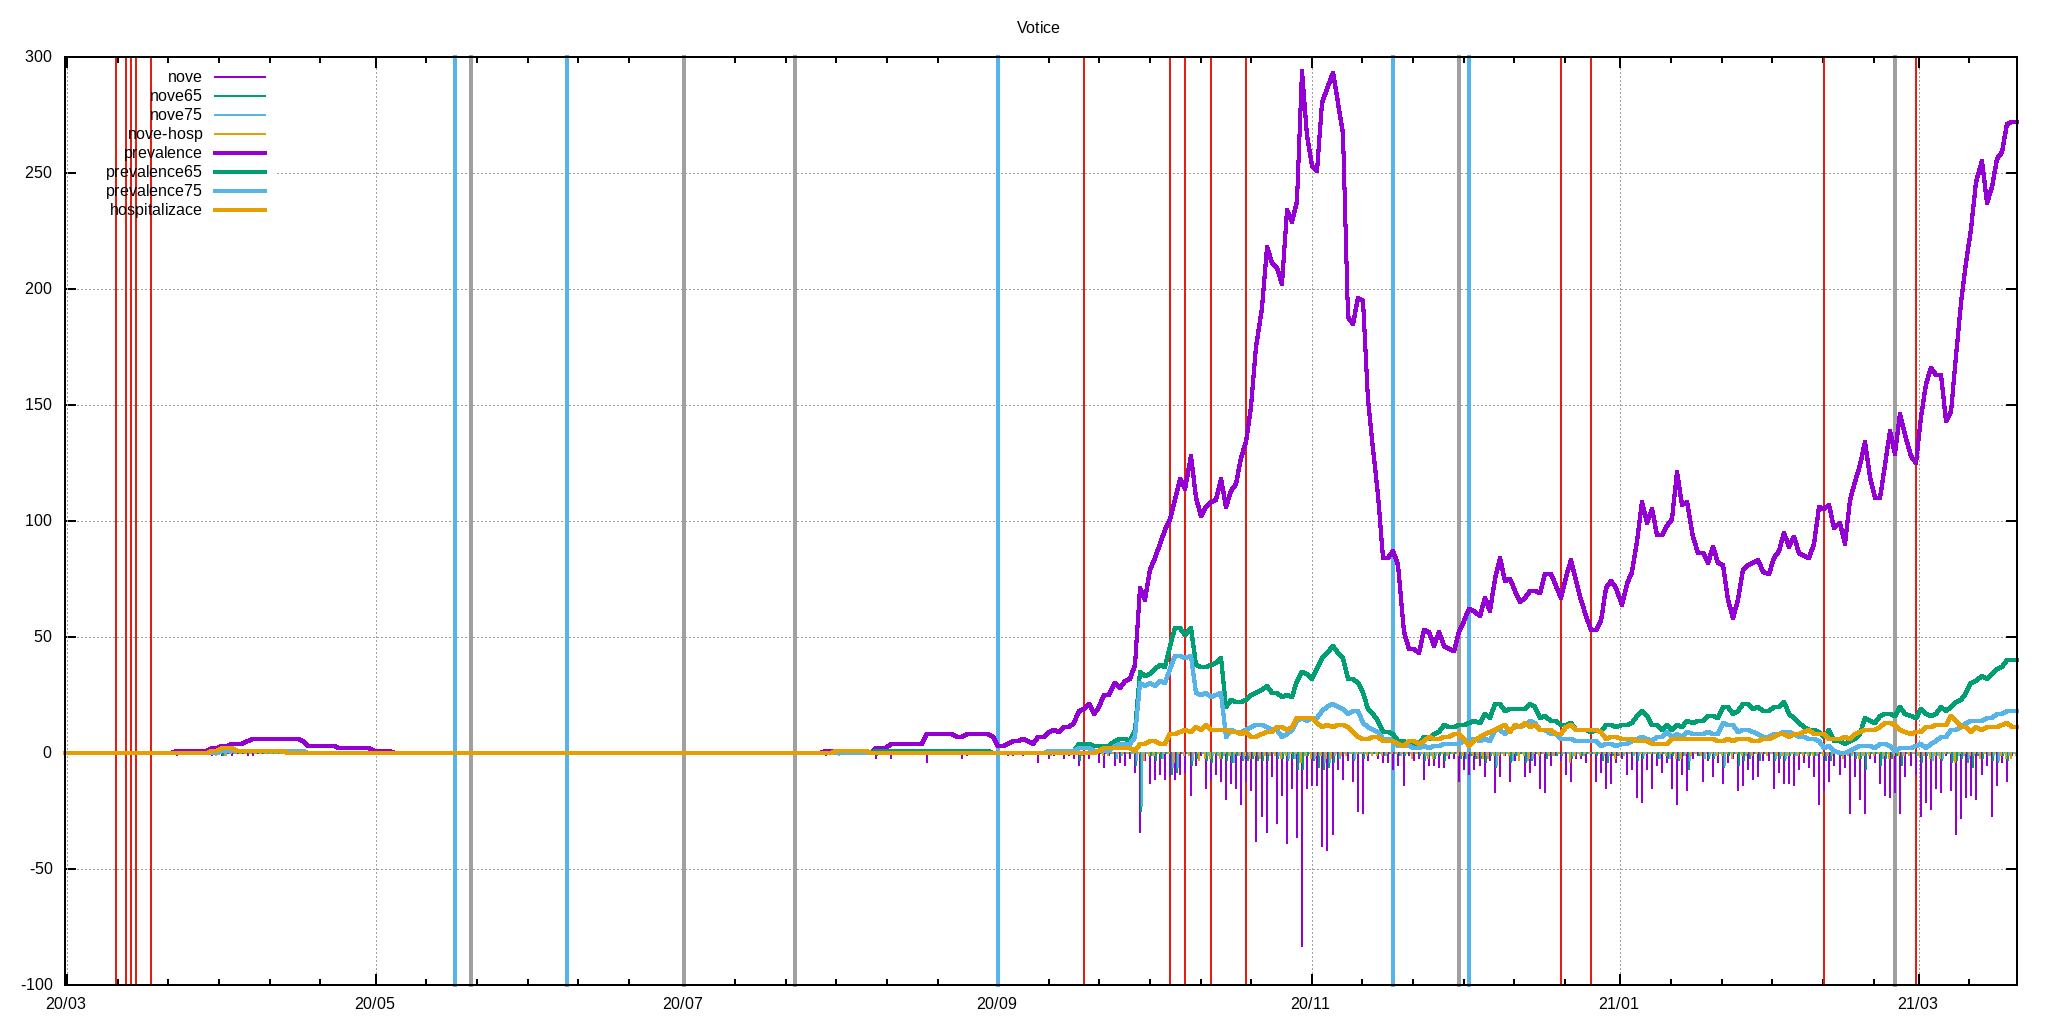 Votice
300
250
200
150
100
50
0
-50
-100
nove
nove65
nove75
nove-hosp
prevalence
prevalence65
prevalence75
hospitalizace
20/03 20/05 20/07 20/09 20/11 21/01 21/03